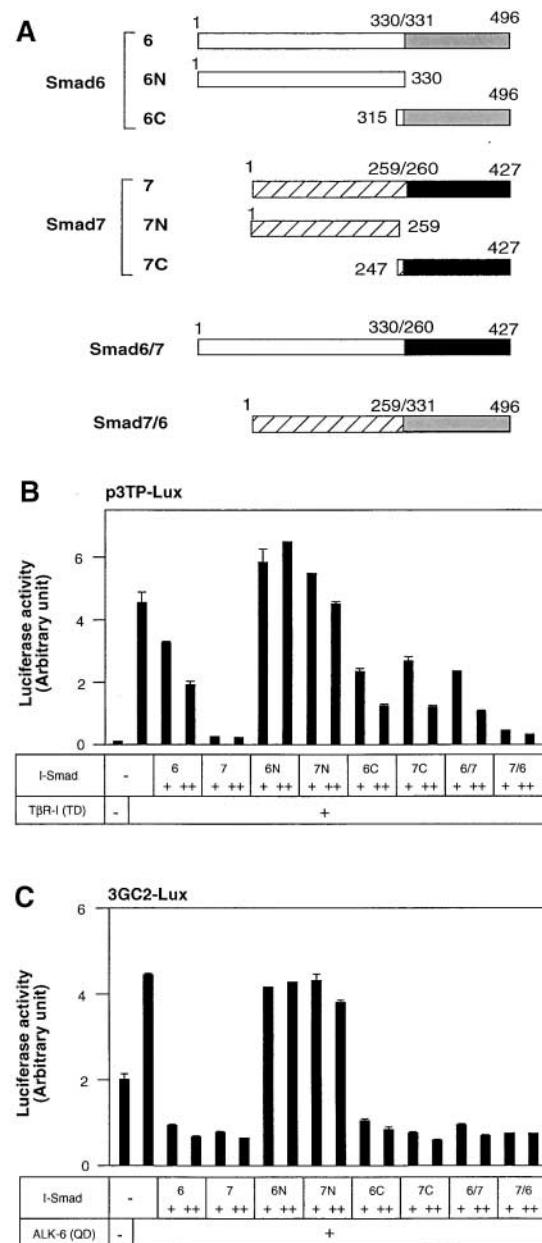 A
Smad6
6
1
330/331
496
6N
1
330
6C
315
496
Smad7
7
1
259/260
427
7N
1
259
7C
247
427
Smad6/7
1
330/260
427
Smad7/6
1
259/331
496
B
p3TP-Lux
Luciferase activity
(Arbitrary unit)
6
4
2
0
I-Smad - 6 7 6N 7N 6C 7C 6/7 7/6
+ ++ + ++ + ++ + ++ + ++ + ++ + ++ + ++
TβR-I (TD) - +
C
3GC2-Lux
Luciferase activity
(Arbitrary unit)
6
4
2
0
I-Smad - 6 7 6N 7N 6C 7C 6/7 7/6
+ ++ + ++ + ++ + ++ + ++ + ++ + ++ + ++
ALK-6 (QD) - +